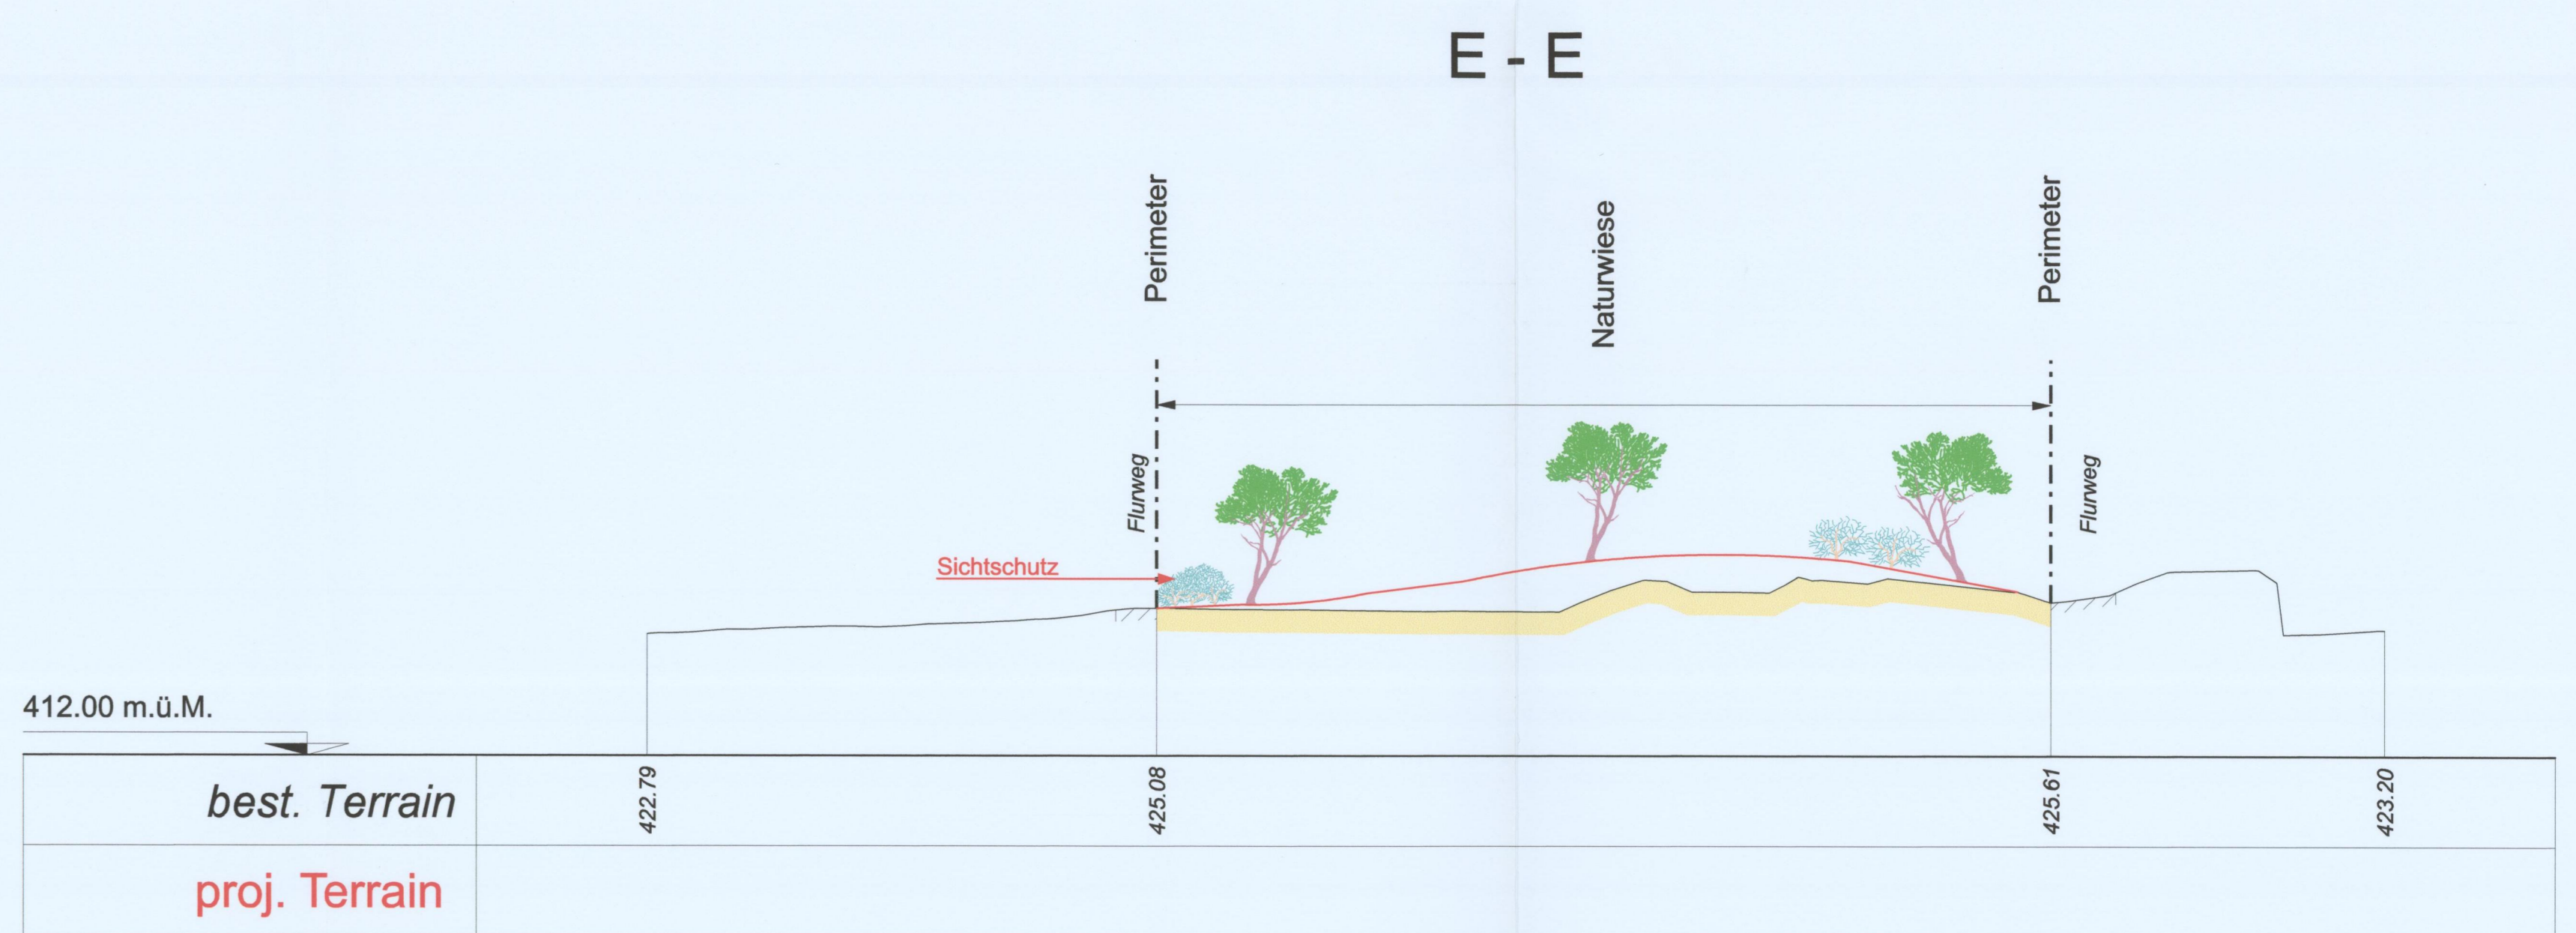 E - E
Perimeter
Naturwiese
Perimeter
Flurweg
Flurweg
Sichtschutz
412.00 m.ü.M.
best. Terrain
422.79
425.08
425.61
423.20
proj. Terrain